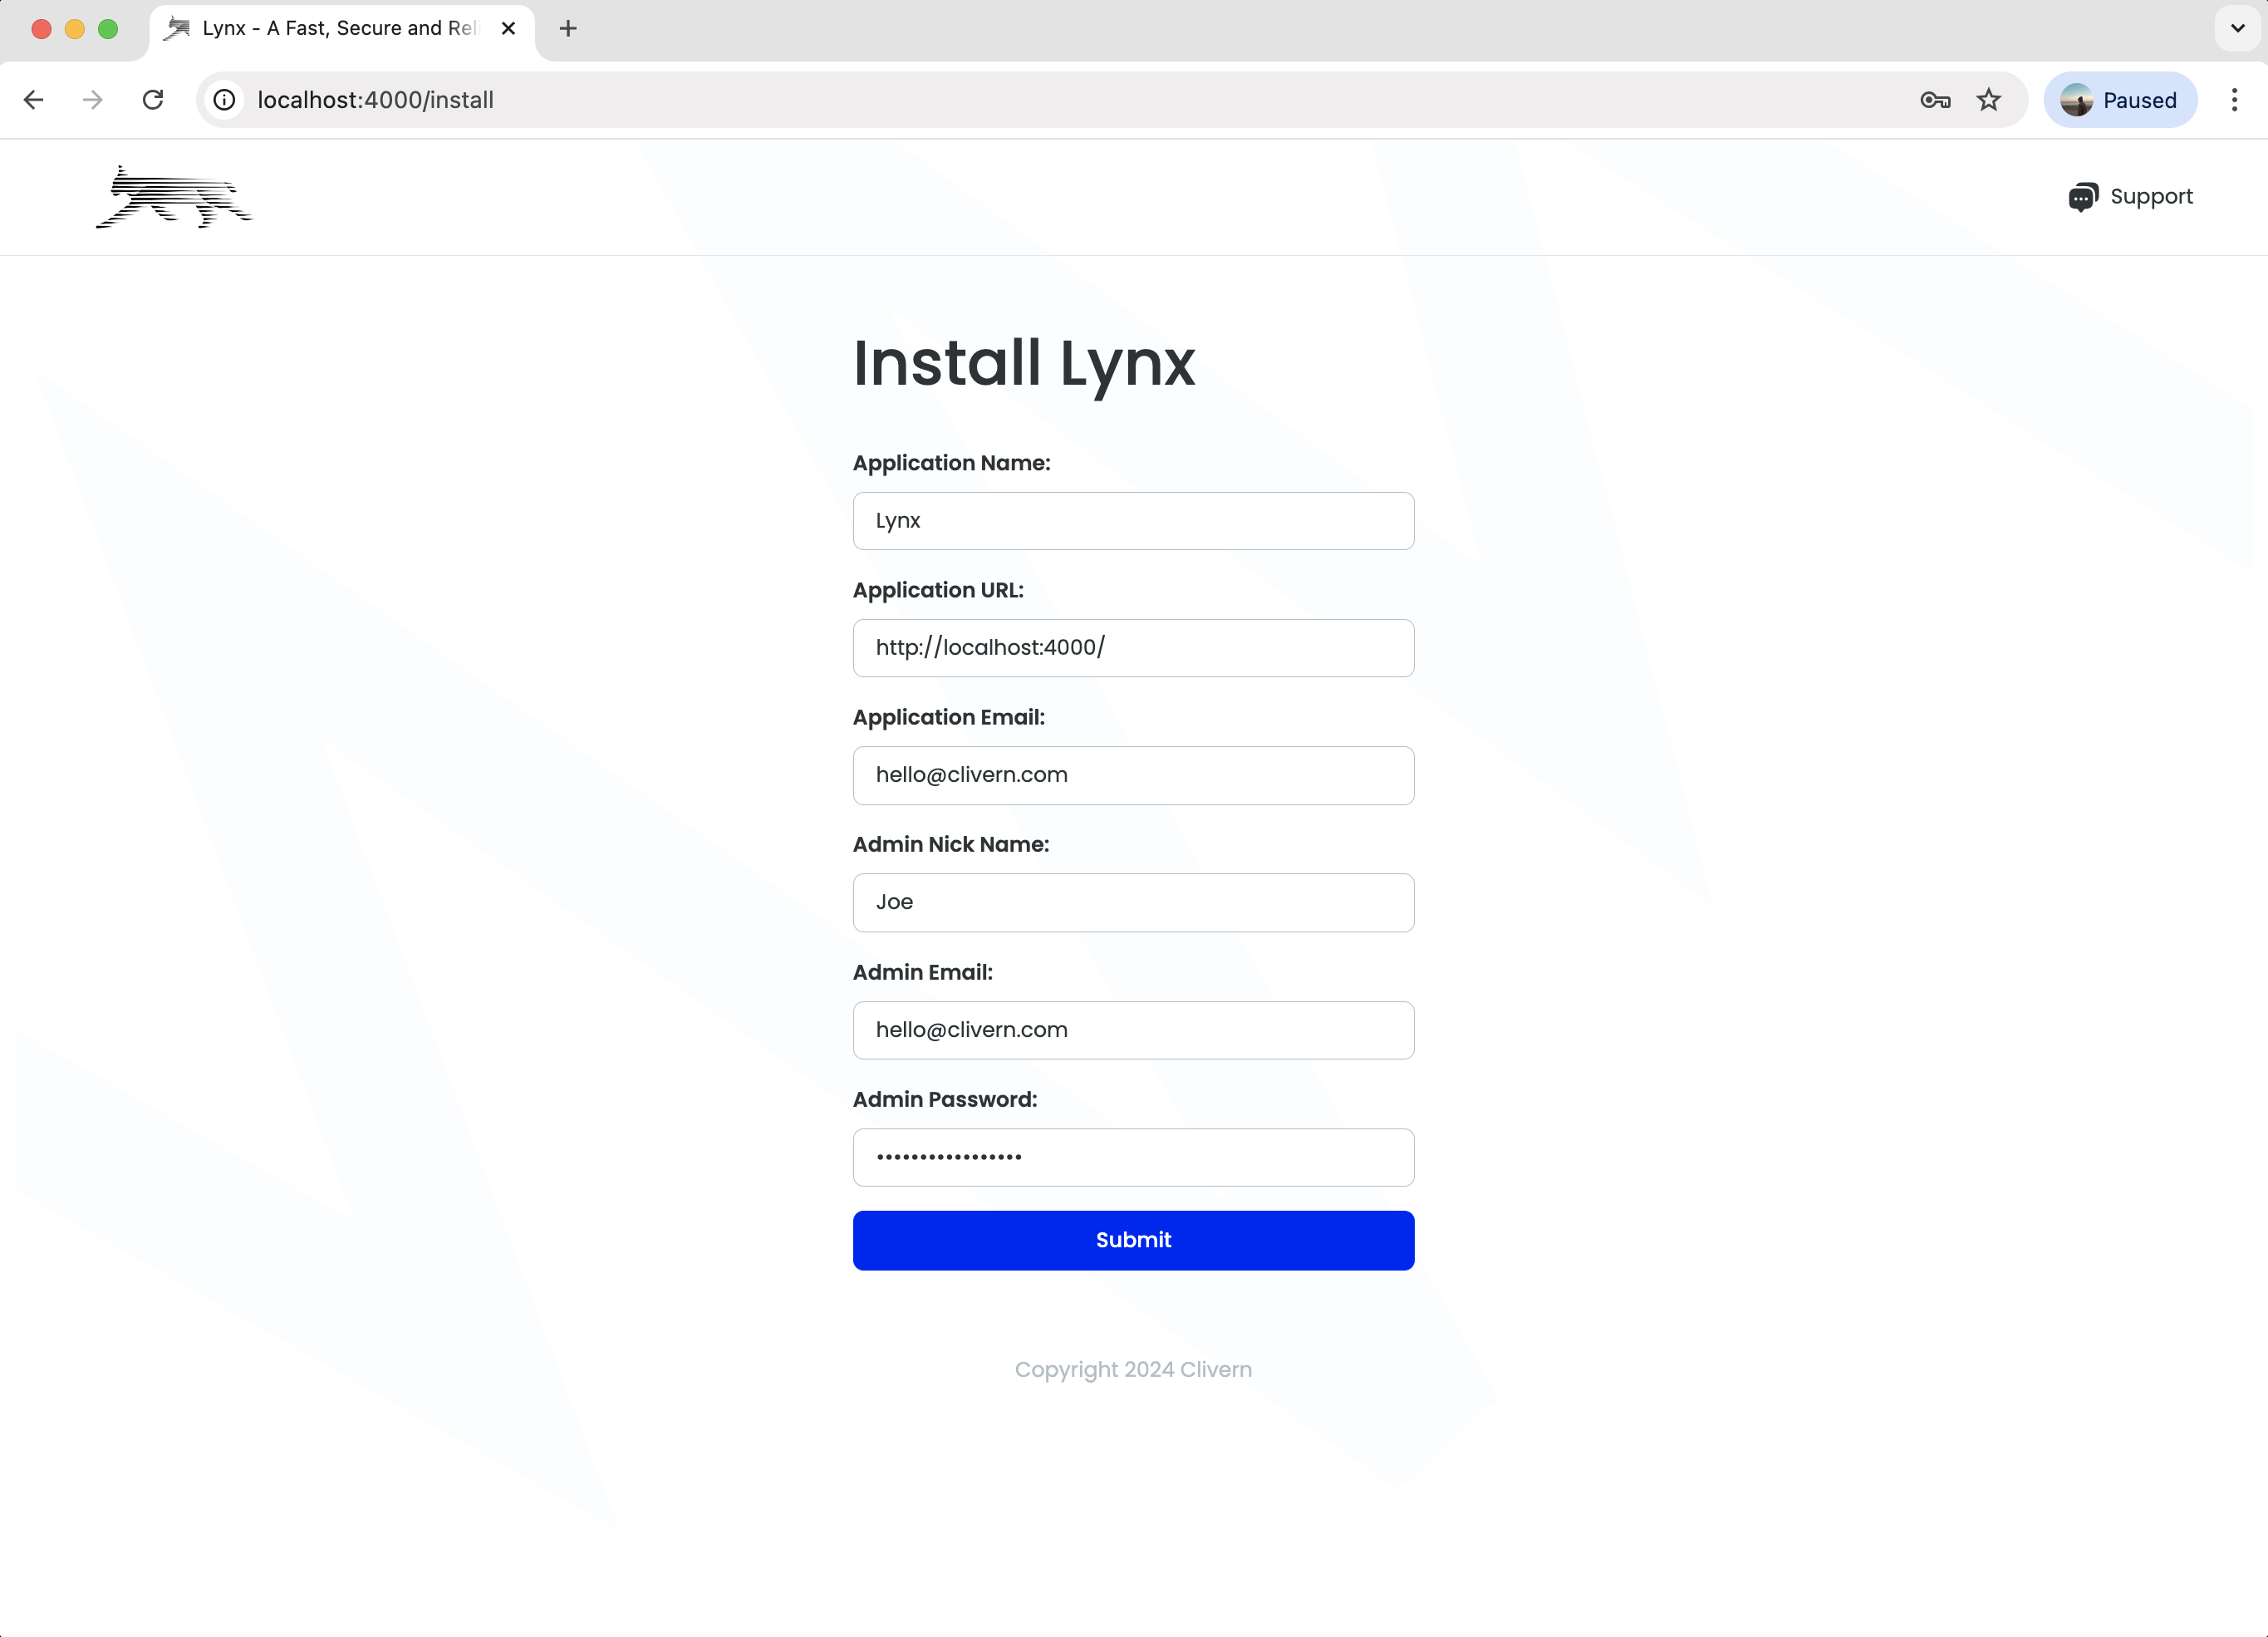 Lynx - A Fast, Secure and Reli
localhost:4000/install
Paused
Support
Install Lynx
Application Name:
Lynx
Application URL:
http://localhost:4000/
Application Email:
hello@clivern.com
Admin Nick Name:
Joe
Admin Email:
hello@clivern.com
Admin Password:
•••••••••••••••••
Submit
Copyright 2024 Clivern